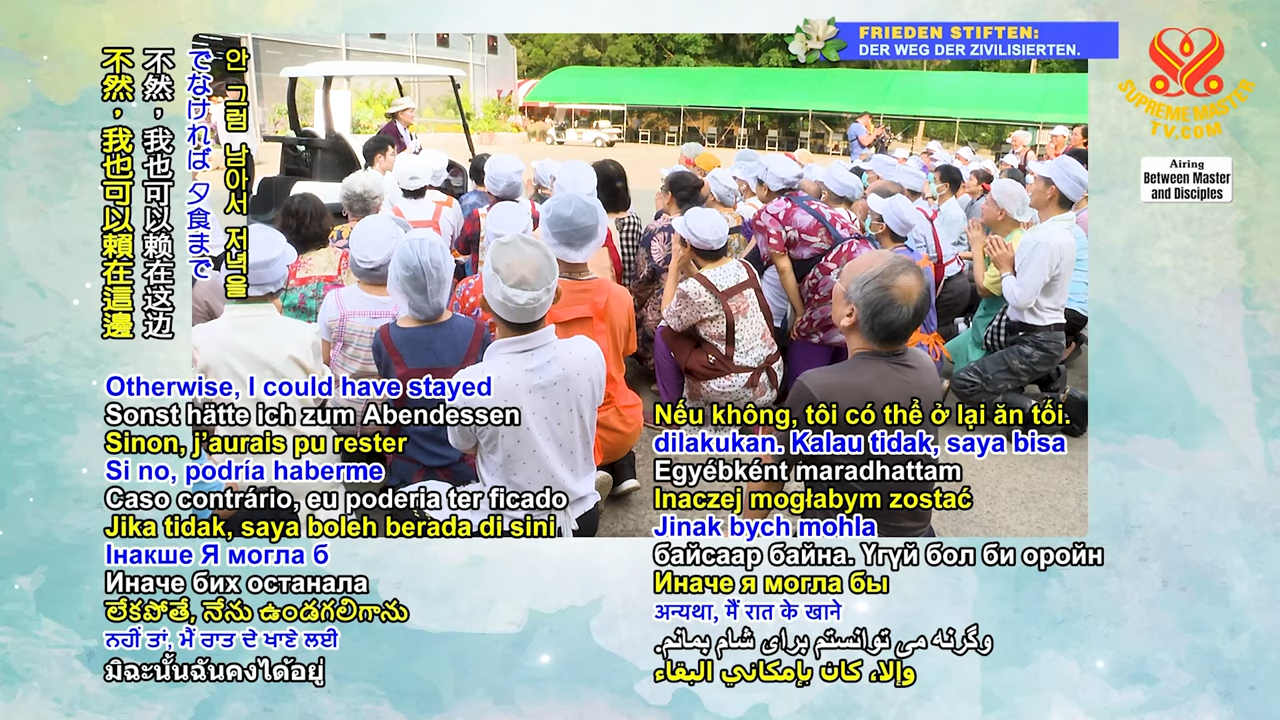 FRIEDEN STIFTEN:
DER WEG DER ZIVILISIERTEN.
SUPREME MASTER
TV.COM
Airing
Between Master
and Disciples
안 그럼 남아서 저녁을
でなければ 夕食まで
不然，我也可以赖在这边
不然，我也可以賴在這邊
Otherwise, I could have stayed
Sonst hätte ich zum Abendessen
Sinon, j’aurais pu rester
Si no, podría haberme
Caso contrário, eu poderia ter ficado
Jika tidak, saya boleh berada di sini
Інакше Я могла б
Иначе бих останала
లేకపోతే, నేను ఉండగలిగాను
ਨਹੀਂ ਤਾਂ, ਮੈਂ ਰਾਤ ਦੇ ਖਾਣੇ ਲਈ
มิฉะนั้นฉันคงได้อยู่
Nếu không, tôi có thể ở lại ăn tối.
dilakukan. Kalau tidak, saya bisa
Egyébként maradhattam
Inaczej mogłabym zostać
Jinak bych mohla
байсаар байна. Үгүй бол би оройн
Иначе я могла бы
अन्यथा, मैं रात के खाने
وگرنه می توانستم برای شام بمانم.
وإلا، كان بإمكاني البقاء